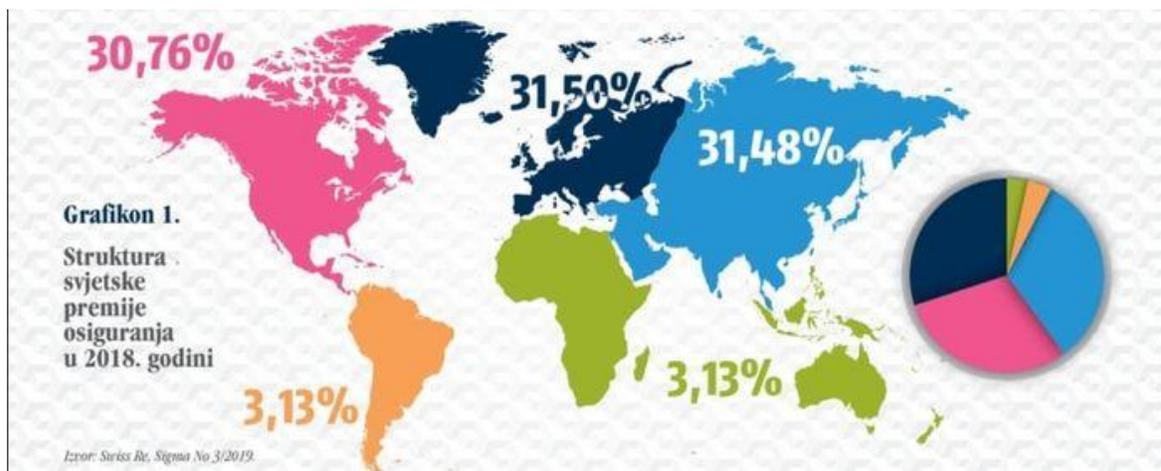 30,76%
31,50%
31,48%
Grafikon 1.
Struktura
svjetske
premije
osiguranja
u 2018. godini
3,13%
3,13%
Izvor: Swiss Re, Sigma No 3/2019.